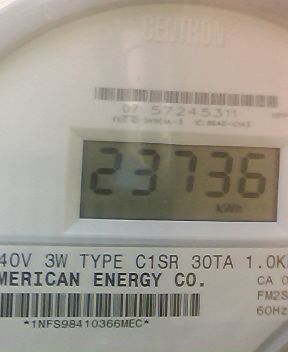 CENTRON
07 57245311
23736
kWh
40V 3W TYPE C1SR 30TA 1.0K
MERICAN ENERGY CO.
CA 0
FM2S
60Hz
*1NFS98410366MEC*